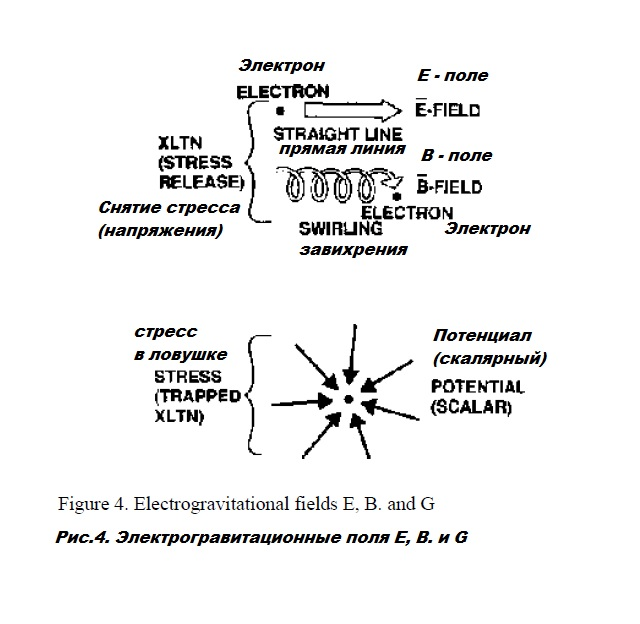 Электрон
ELECTRON
E - поле
Ē-FIELD
STRAIGHT LINE
прямая линия
XLTN
(STRESS
RELEASE)
Снятие стресса
(напряжения)
B - поле
B̄-FIELD
ELECTRON
Электрон
SWIRLING
завихрения
стресс
в ловушке
STRESS
(TRAPPED
XLTN)
Потенциал
(скалярный)
POTENTIAL
(SCALAR)
Figure 4. Electrogravitational fields E, B. and G
Рис.4. Электрогравитационные поля E, B. и G